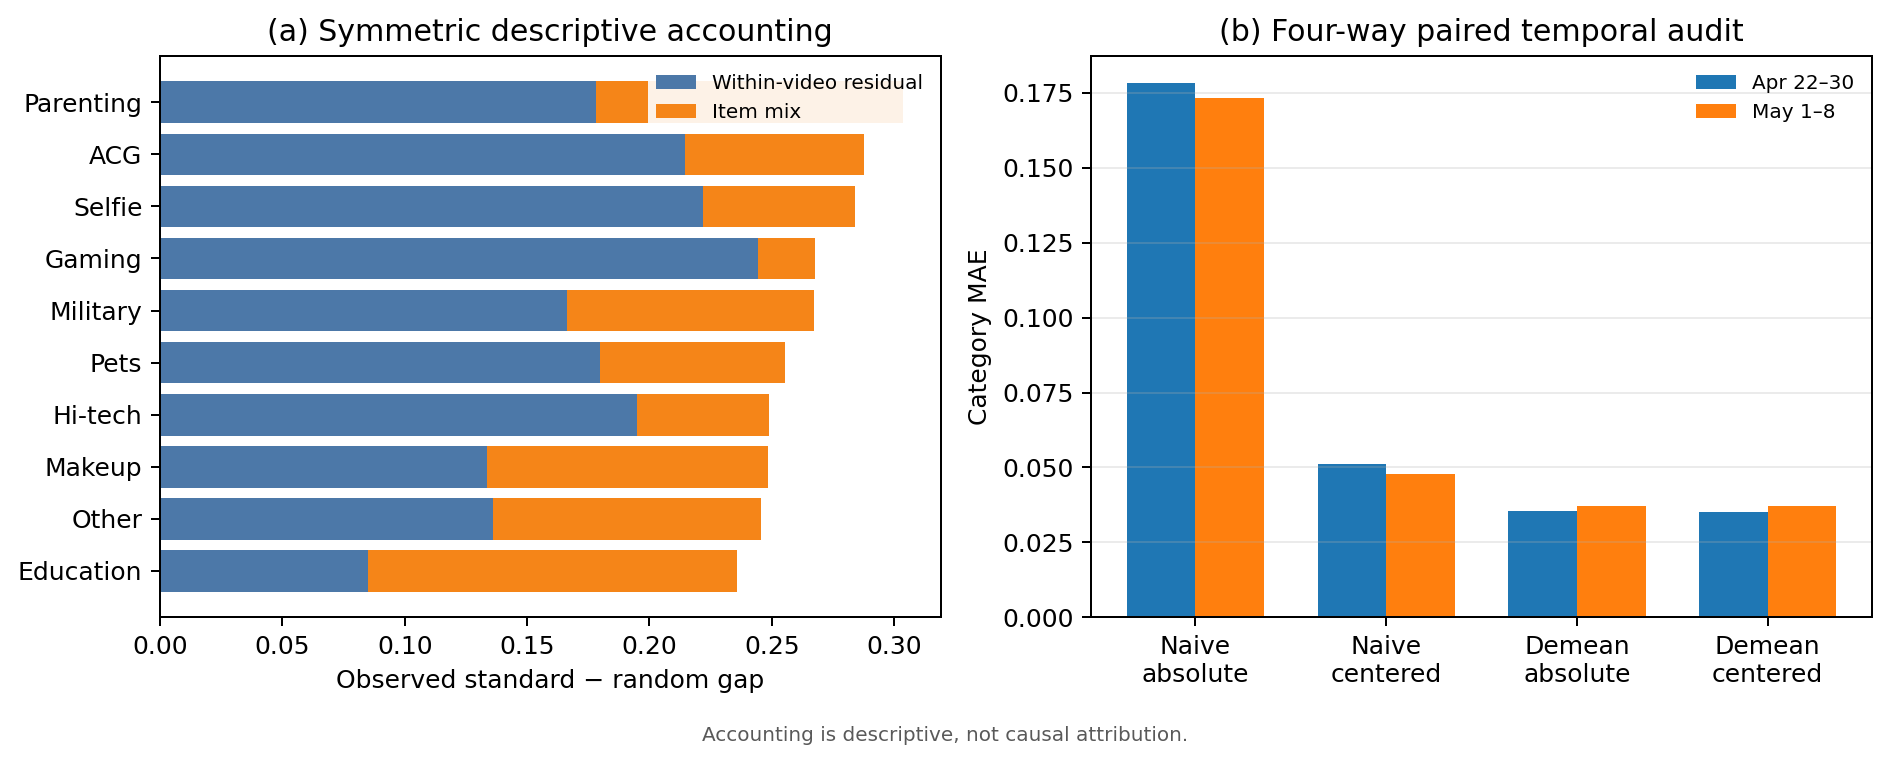 (a) Symmetric descriptive accounting
Within-video residual
Item mix
Parenting
ACG
Selfie
Gaming
Military
Pets
Hi-tech
Makeup
Other
Education
0.00 0.05 0.10 0.15 0.20 0.25 0.30
Observed standard − random gap
(b) Four-way paired temporal audit
Apr 22–30
May 1–8
Category MAE
0.175
0.150
0.125
0.100
0.075
0.050
0.025
0.000
Naive absolute
Naive centered
Demean absolute
Demean centered
Accounting is descriptive, not causal attribution.